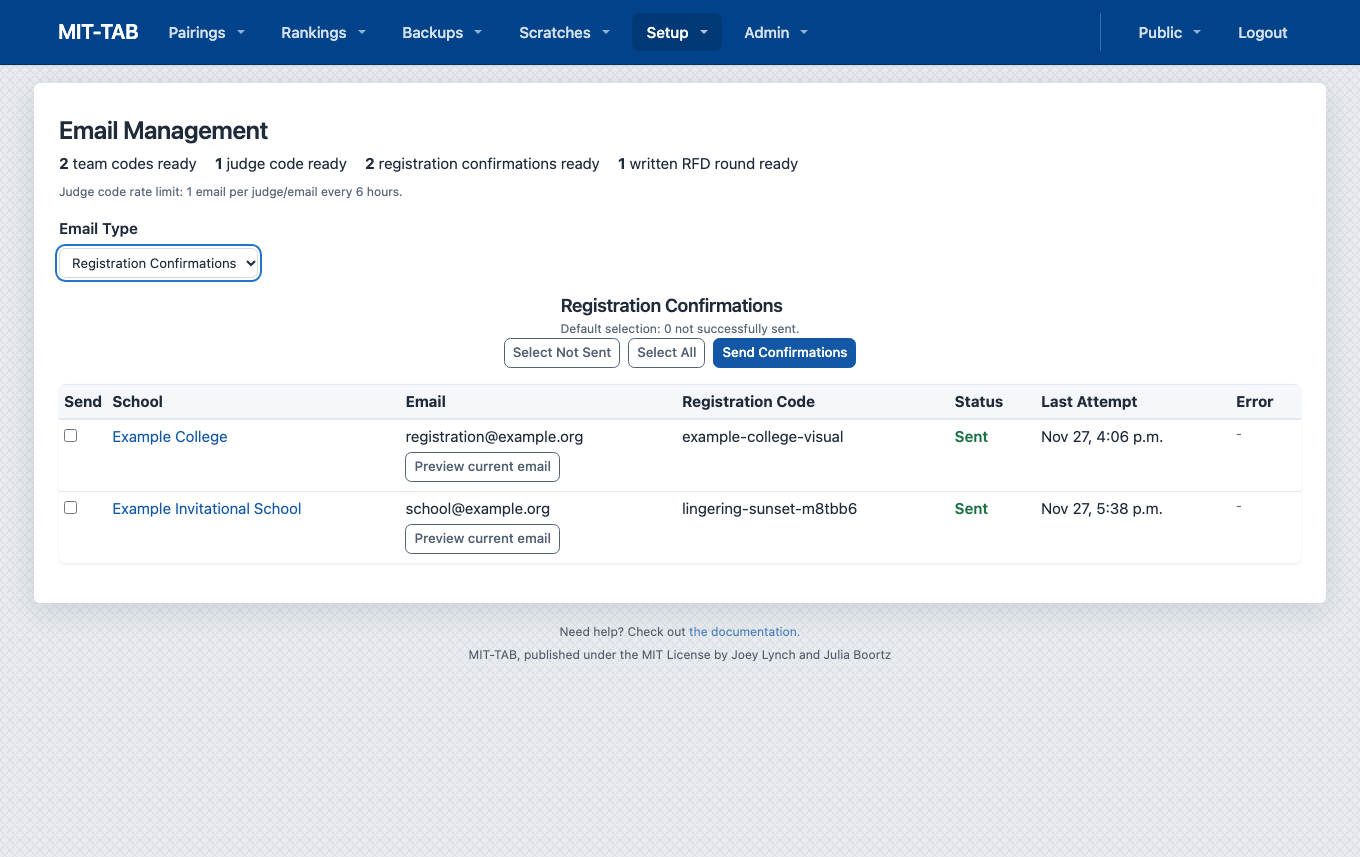 MIT-TAB Pairings Rankings Backups Scratches Setup Admin Public Logout
Email Management
2 team codes ready 1 judge code ready 2 registration confirmations ready 1 written RFD round ready
Judge code rate limit: 1 email per judge/email every 6 hours.
Email Type
Registration Confirmations
Registration Confirmations
Default selection: 0 not successfully sent.
Select Not Sent Select All Send Confirmations
Send School Email Registration Code Status Last Attempt Error
Example College registration@example.org example-college-visual Sent Nov 27, 4:06 p.m. -
Preview current email
Example Invitational School school@example.org lingering-sunset-m8tbb6 Sent Nov 27, 5:38 p.m. -
Preview current email
Need help? Check out the documentation.
MIT-TAB, published under the MIT License by Joey Lynch and Julia Boortz